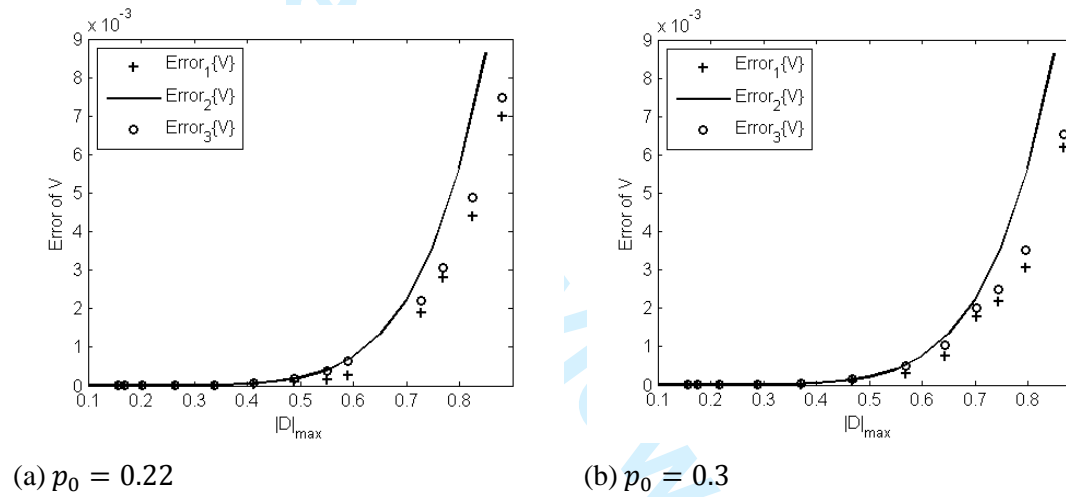 × 10⁻³
9
8
7
6
5
4
3
2
1
0
Error of V
Error₁{V}
Error₂{V}
Error₃{V}
0.1 0.2 0.3 0.4 0.5 0.6 0.7 0.8
|D|max
(a) p₀ = 0.22
× 10⁻³
9
8
7
6
5
4
3
2
1
0
Error of V
Error₁{V}
Error₂{V}
Error₃{V}
0.1 0.2 0.3 0.4 0.5 0.6 0.7 0.8
|D|max
(b) p₀ = 0.3